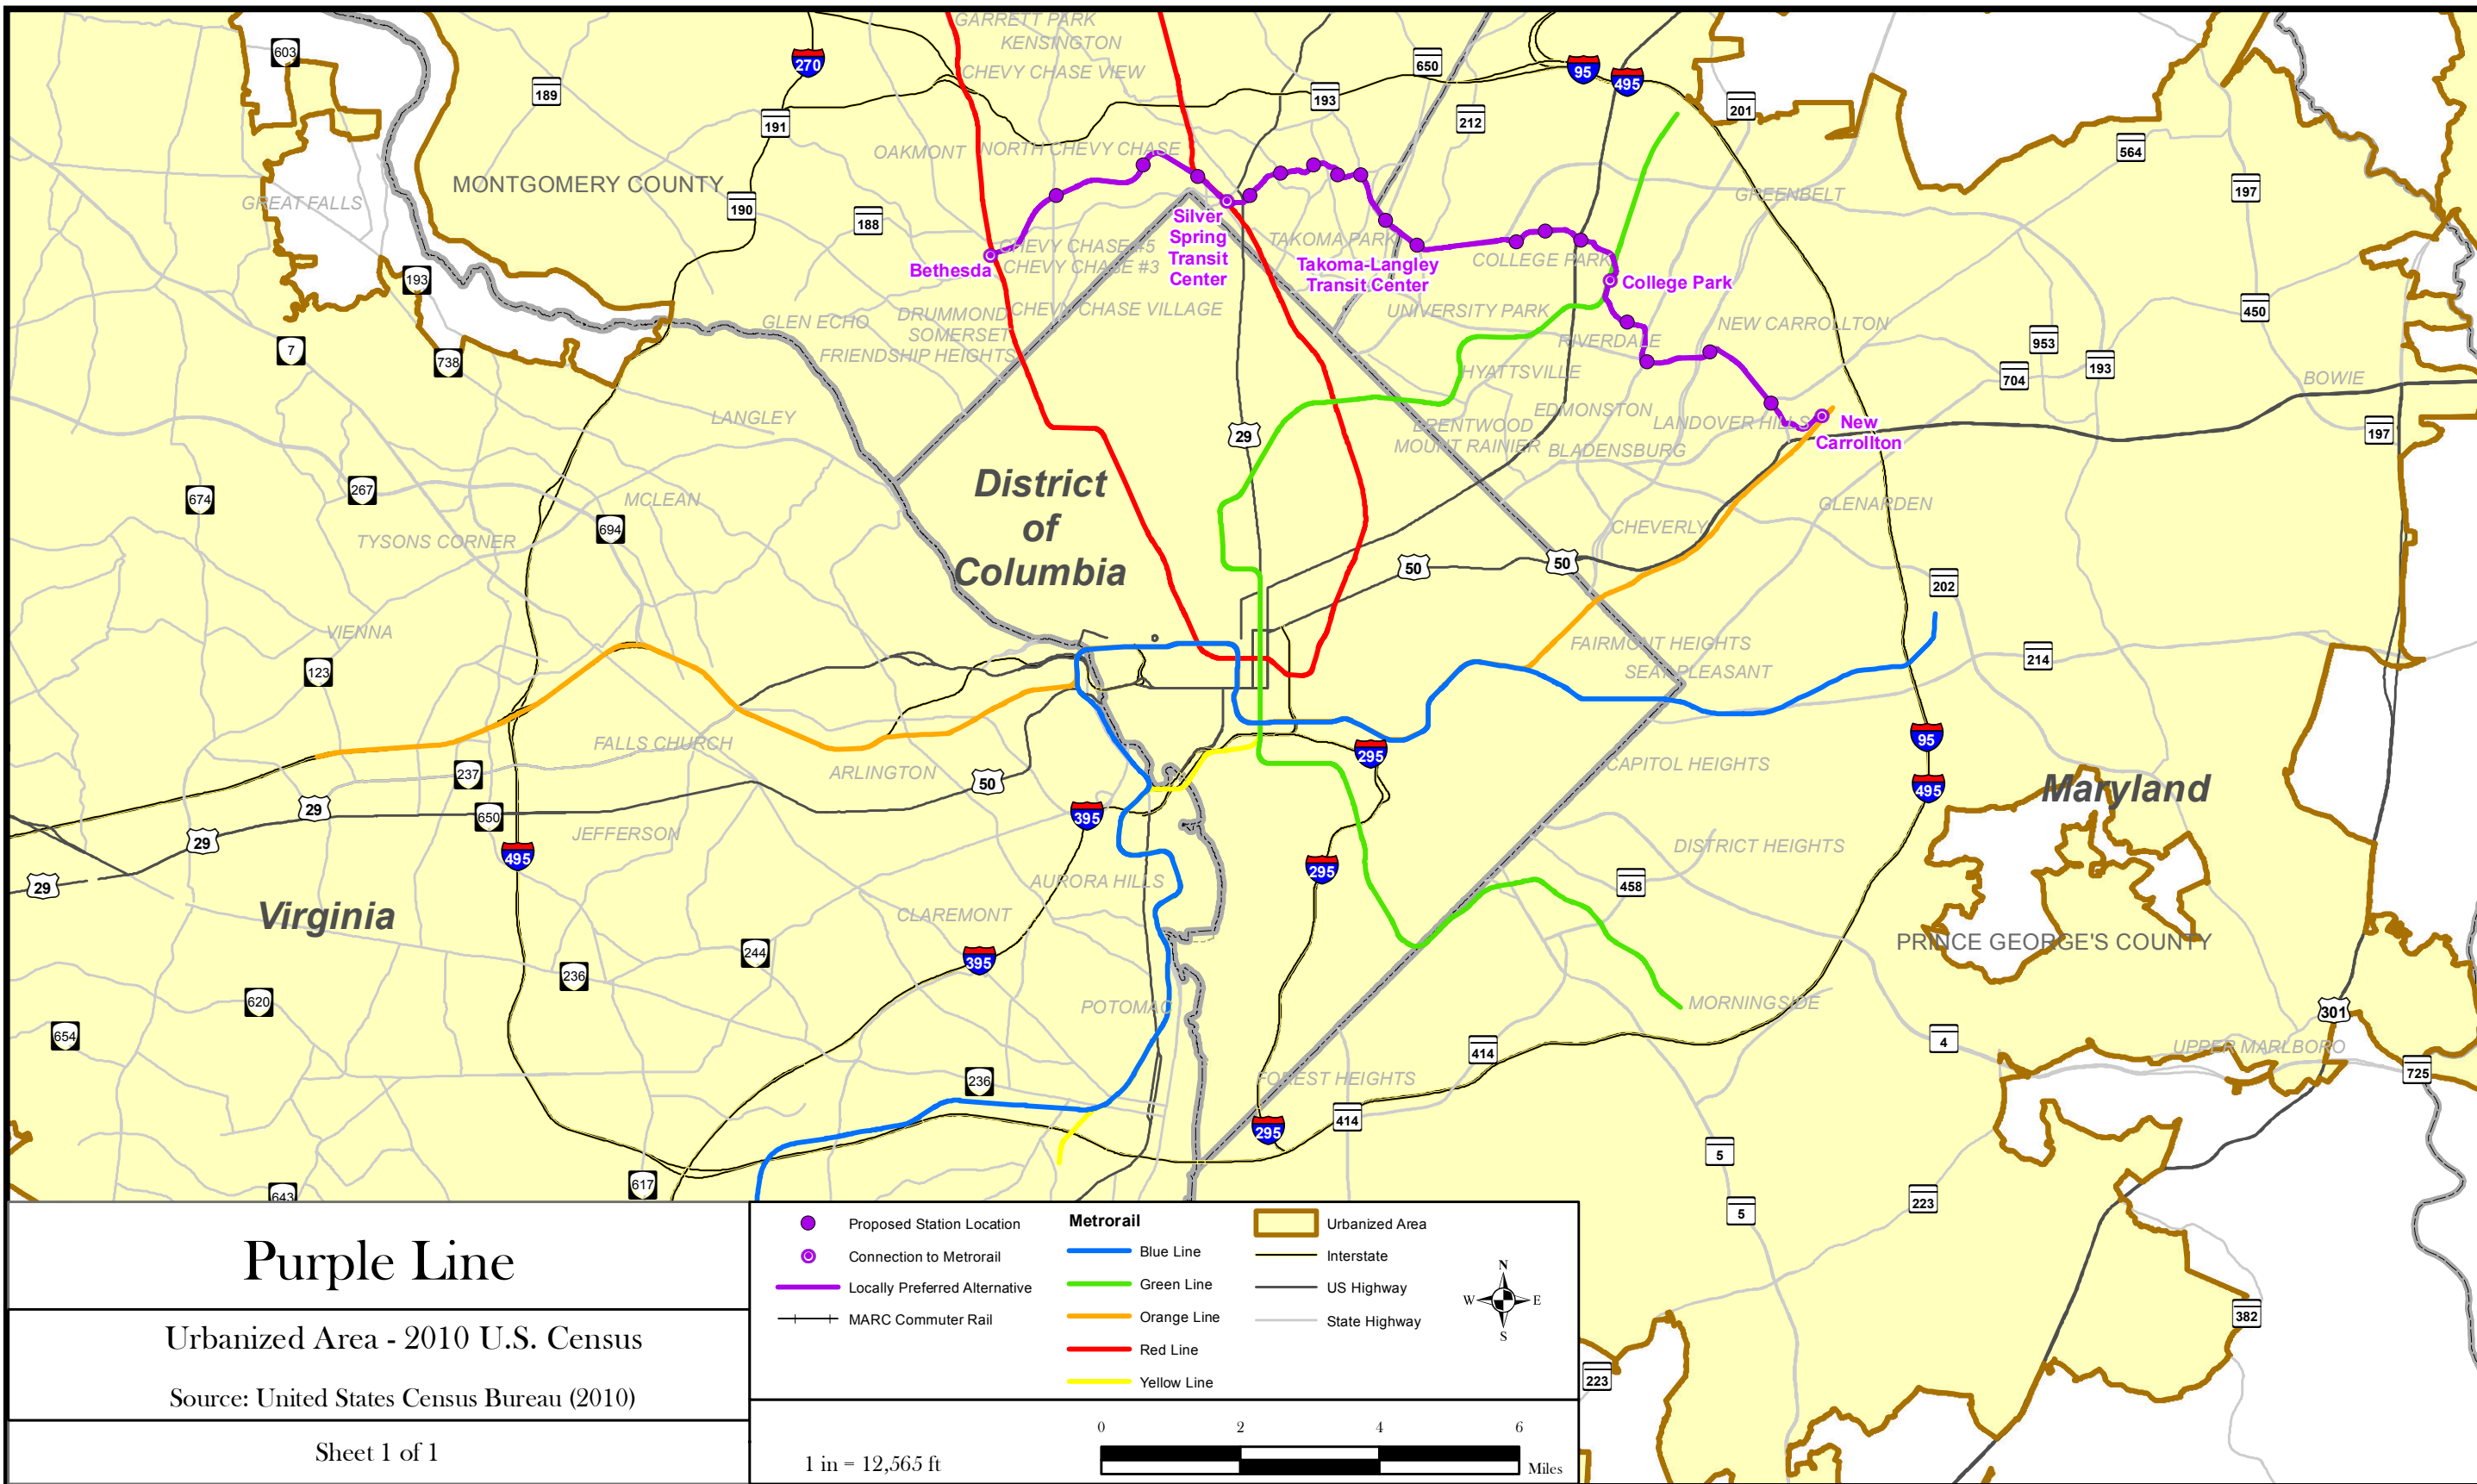 GARRETT PARK
KENSINGTON
CHEVY CHASE VIEW
603
270
650
95
495
189
191
193
212
201
564
OAKMONT
NORTH CHEVY CHASE
MONTGOMERY COUNTY
GREAT FALLS
190
188
GREENBELT
197
Silver
Spring
Transit
Center
Bethesda
CHEVY CHASE #5
CHEVY CHASE #3
TAKOMA PARK
Takoma-Langley
Transit Center
COLLEGE PARK
College Park
193
GLEN ECHO
DRUMMOND
CHEVY CHASE VILLAGE
SOMERSET
FRIENDSHIP HEIGHTS
UNIVERSITY PARK
RIVERDALE
NEW CARROLLTON
450
7
738
953
193
704
HYATTSVILLE
BOWIE
LANGLEY
EDMONSTON
BRENTWOOD
MOUNT RAINIER
BLADENSBURG
LANDOVER HILLS
New
Carrollton
197
29
District
of
Columbia
674
267
MCLEAN
694
TYSONS CORNER
GLENARDEN
CHEVERLY
50
50
202
VIENNA
123
FAIRMONT HEIGHTS
SEAT PLEASANT
214
FALLS CHURCH
237
ARLINGTON
50
295
95
495
CAPITOL HEIGHTS
Maryland
29
29
29
650
JEFFERSON
495
395
295
DISTRICT HEIGHTS
458
AURORA HILLS
CLAREMONT
Virginia
244
395
236
PRINCE GEORGE'S COUNTY
620
654
POTOMAC
MORNINGSIDE
301
4
UPPER MARLBORO
725
414
236
FOREST HEIGHTS
414
295
5
617
643
5
223
382
223
Purple Line
Urbanized Area - 2010 U.S. Census
Source: United States Census Bureau (2010)
Sheet 1 of 1
Proposed Station Location
Connection to Metrorail
Locally Preferred Alternative
MARC Commuter Rail
Metrorail
Blue Line
Green Line
Orange Line
Red Line
Yellow Line
Urbanized Area
Interstate
US Highway
State Highway
N
W E
S
1 in = 12,565 ft
0 2 4 6
Miles